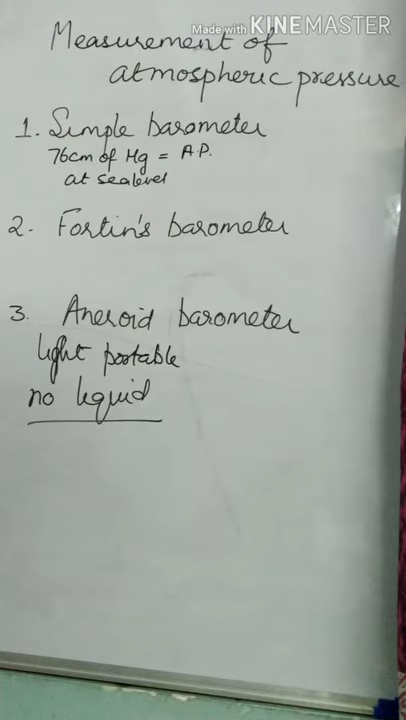 Made with KINEMASTER
Measurement of
atmospheric pressure
1. Simple barometer
76cm of Hg = A.P.
at sealevel
2. Fortin's barometer
3. Aneroid barometer
light portable
no liquid